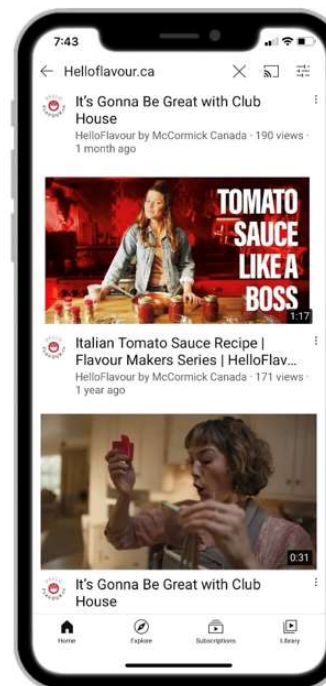 7:43
Helloflavour.ca
It's Gonna Be Great with Club
House
HelloFlavour by McCormick Canada · 190 views ·
1 month ago
TOMATO
SAUCE
LIKE A
BOSS
1:17
Italian Tomato Sauce Recipe |
Flavour Makers Series | HelloFlav...
HelloFlavour by McCormick Canada · 171 views ·
1 year ago
0:31
It's Gonna Be Great with Club
House
Home Explore Subscriptions Library